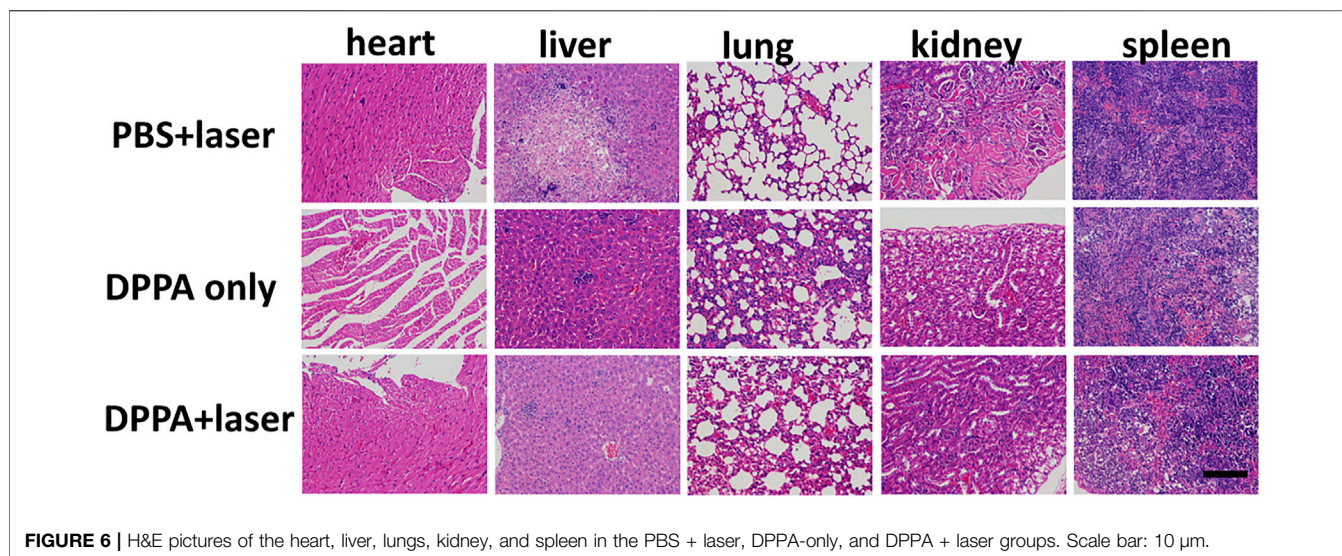 heart liver lung kidney spleen
PBS+laser
DPPA only
DPPA+laser
FIGURE 6 | H&E pictures of the heart, liver, lungs, kidney, and spleen in the PBS + laser, DPPA-only, and DPPA + laser groups. Scale bar: 10 µm.